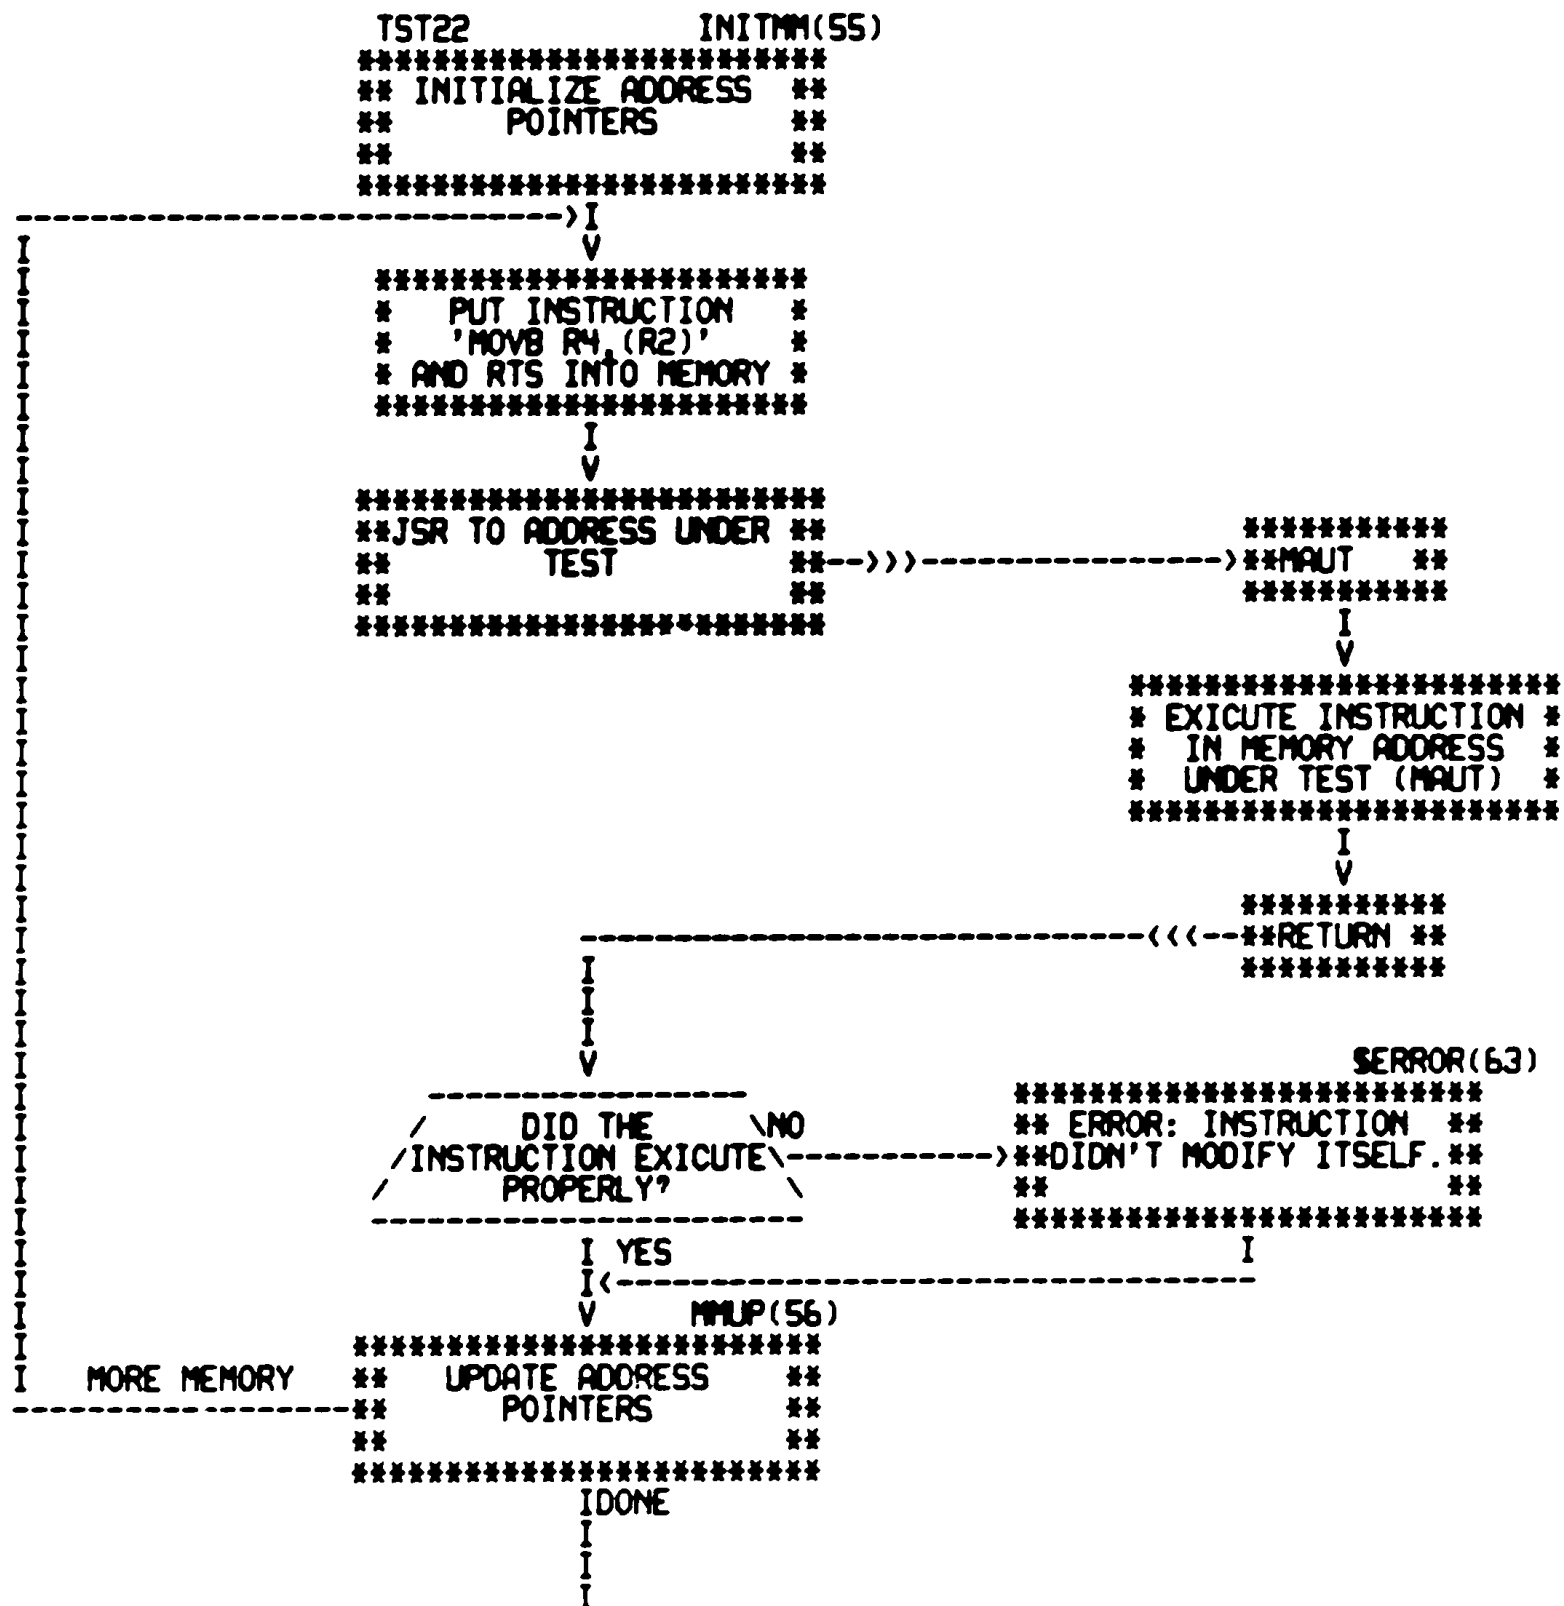 TST22 INITMM(55)
INITIALIZE ADDRESS
POINTERS
PUT INSTRUCTION
'MOVB R4,(R2)'
AND RTS INTO MEMORY
JSR TO ADDRESS UNDER
TEST
MAUT
EXICUTE INSTRUCTION
IN MEMORY ADDRESS
UNDER TEST (MAUT)
RETURN
$ERROR(63)
DID THE
INSTRUCTION EXICUTE
PROPERLY?
NO
ERROR: INSTRUCTION
DIDN'T MODIFY ITSELF.
YES
MMUP(56)
MORE MEMORY
UPDATE ADDRESS
POINTERS
DONE